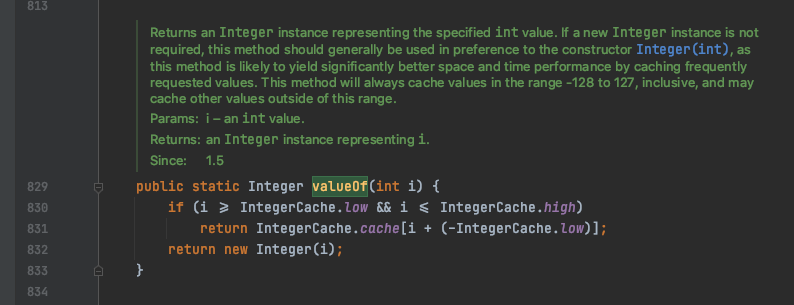 813
Returns an Integer instance representing the specified int value. If a new Integer instance is not
required, this method should generally be used in preference to the constructor Integer(int), as
this method is likely to yield significantly better space and time performance by caching frequently
requested values. This method will always cache values in the range -128 to 127, inclusive, and may
cache other values outside of this range.
Params: i – an int value.
Returns: an Integer instance representing i.
Since: 1.5
829 public static Integer valueOf(int i) {
830 if (i ⩾ IntegerCache.low && i ⩽ IntegerCache.high)
831 return IntegerCache.cache[i + (-IntegerCache.low)];
832 return new Integer(i);
833 }
834